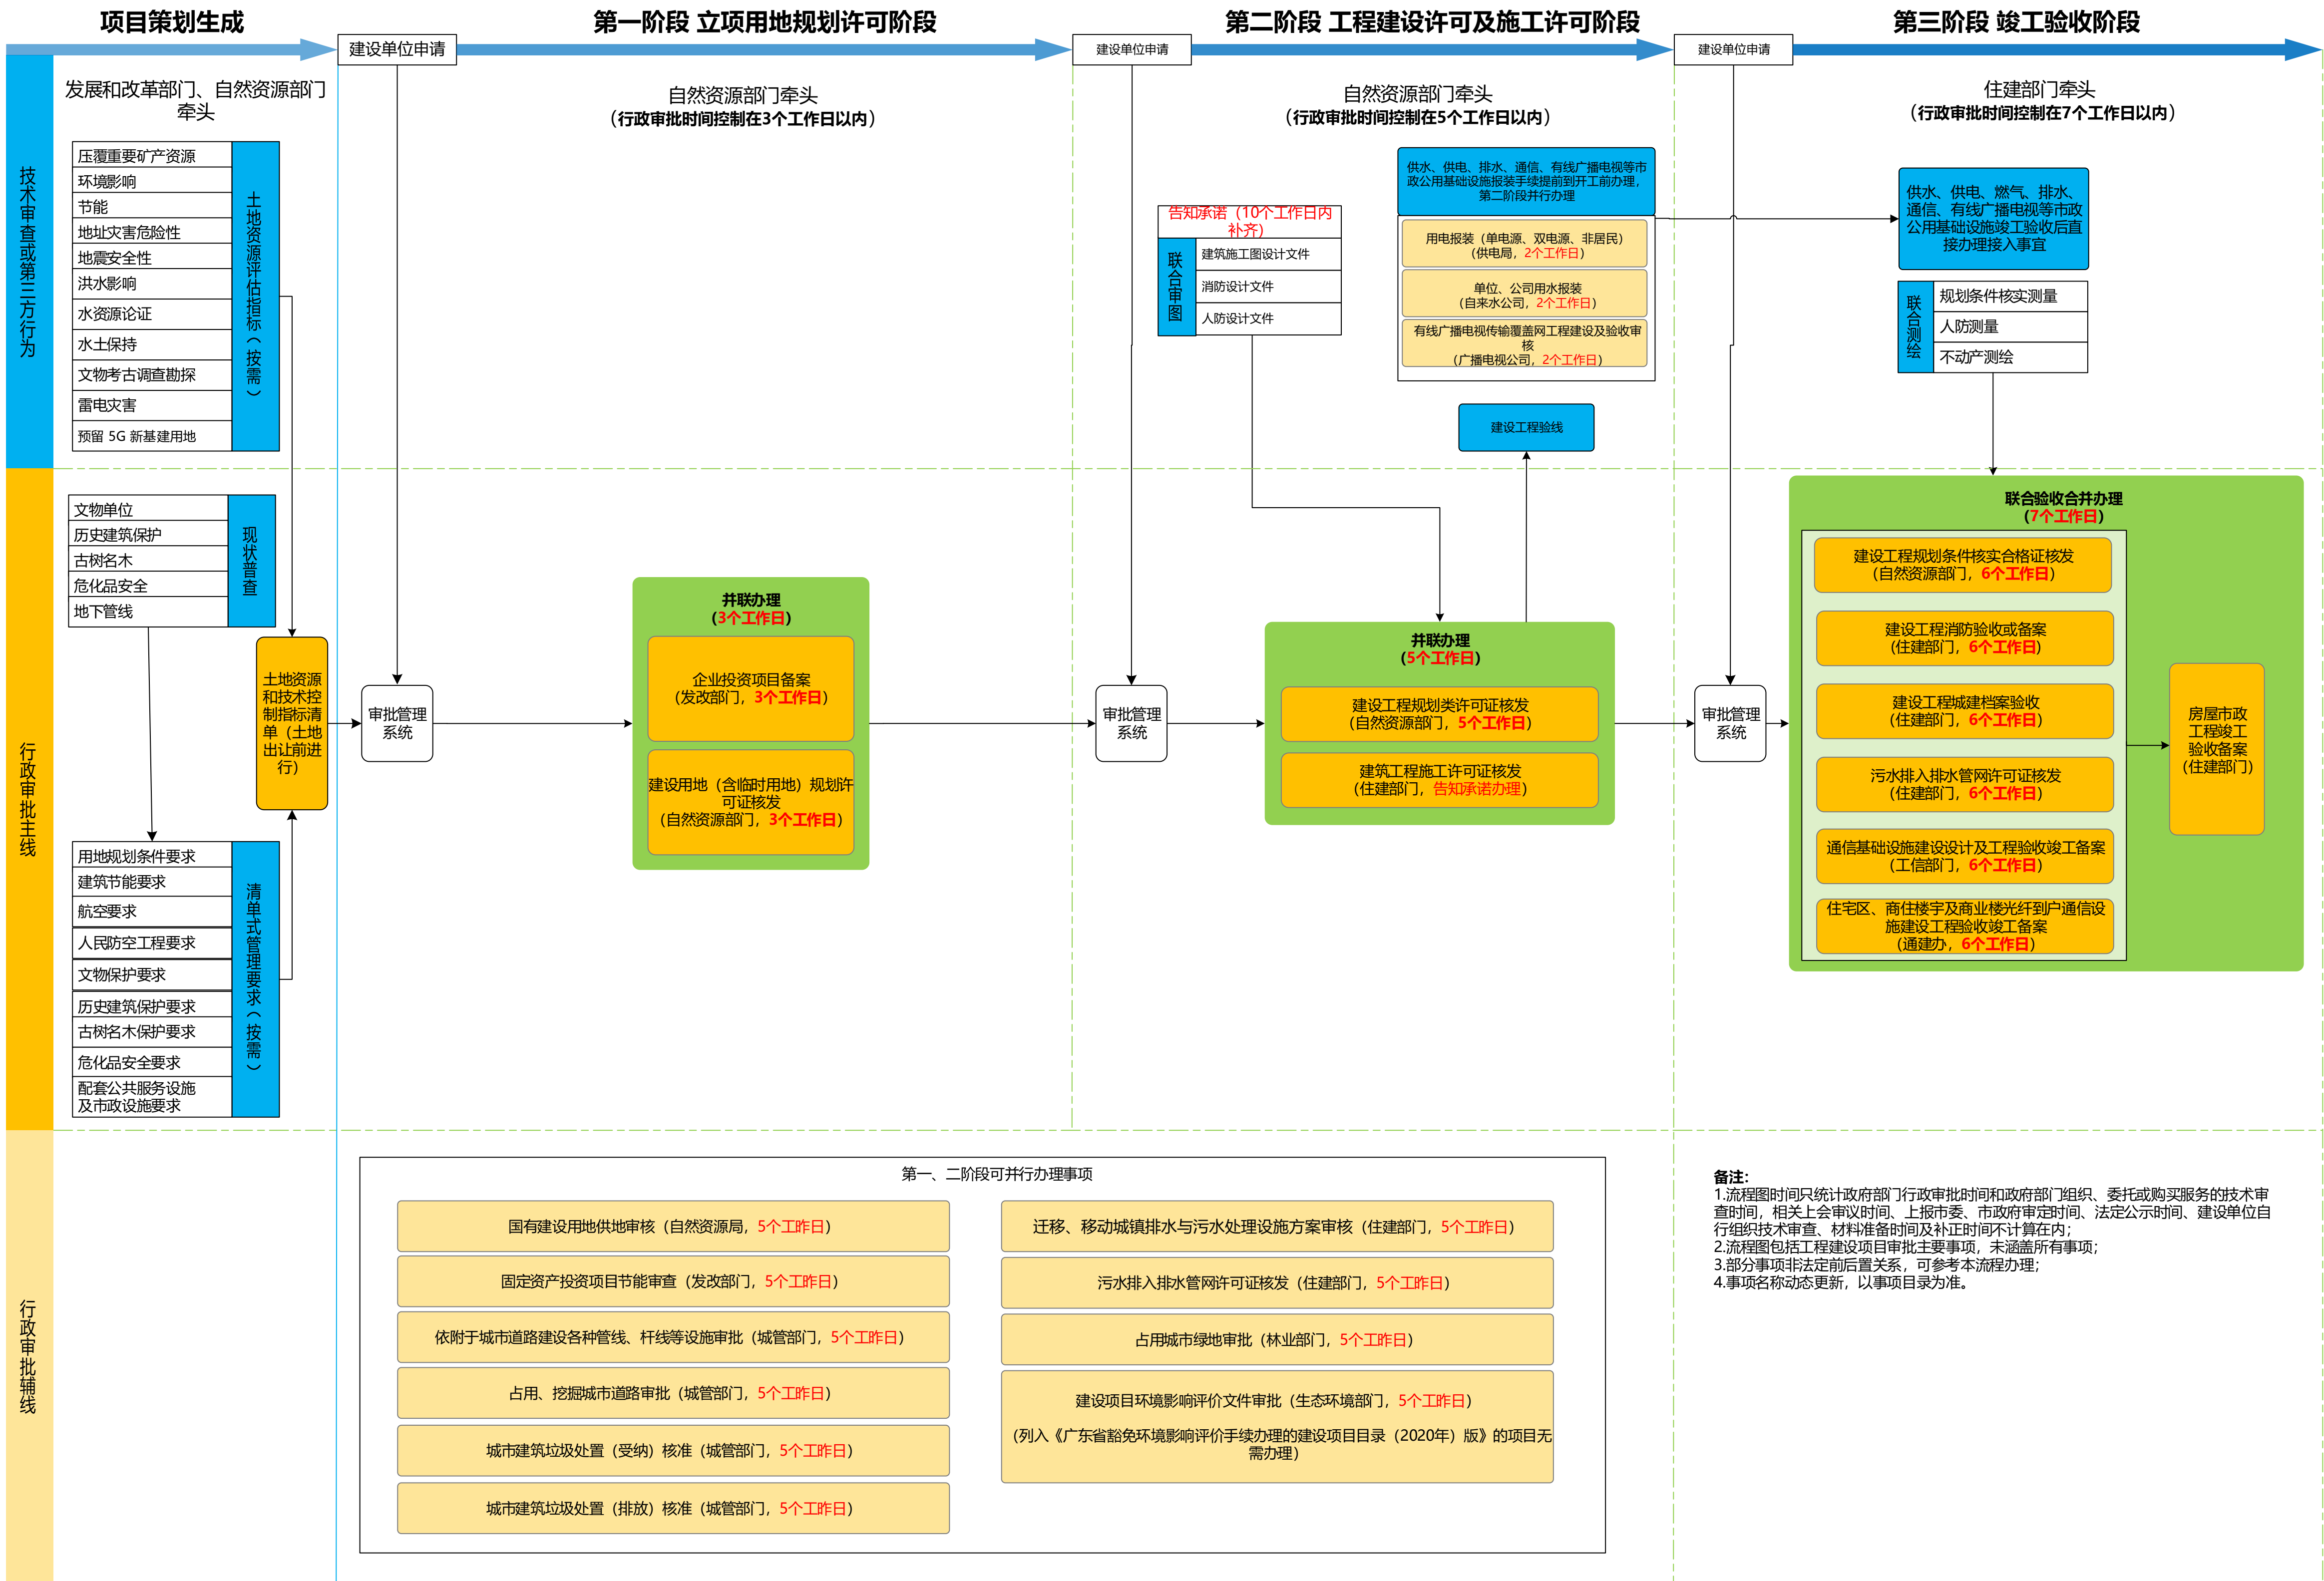 项目策划生成
第一阶段 立项用地规划许可阶段
第二阶段 工程建设许可及施工许可阶段
第三阶段 竣工验收阶段
建设单位申请
建设单位申请
建设单位申请
技术审查或第三方行为
发展和改革部门、自然资源部门
牵头
自然资源部门牵头
（行政审批时间控制在3个工作日以内）
自然资源部门牵头
（行政审批时间控制在5个工作日以内）
住建部门牵头
（行政审批时间控制在7个工作日以内）
压覆重要矿产资源
环境影响
节能
地址灾害危险性
地震安全性
洪水影响
水资源论证
水土保持
文物考古调查勘探
雷电灾害
预留 5G 新基建用地
土地资源评估指标（按需）
告知承诺（10个工作日内
补齐）
联合审图
建筑施工图设计文件
消防设计文件
人防设计文件
供水、供电、排水、通信、有线广播电视等市
政公用基础设施报装手续提前到开工前办理，
第二阶段并行办理
用电报装（单电源、双电源、非居民）
（供电局，2个工作日）
单位、公司用水报装
（自来水公司，2个工作日）
有线广播电视传输覆盖网工程建设及验收审
核
（广播电视公司，2个工作日）
建设工程验线
供水、供电、燃气、排水、
通信、有线广播电视等市政
公用基础设施竣工验收后直
接办理接入事宜
联合测绘
规划条件核实测量
人防测量
不动产测绘
行政审批主线
文物单位
历史建筑保护
古树名木
危化品安全
地下管线
现状普查
土地资源
和技术控
制指标清
单（土地
出让前进
行）
用地规划条件要求
建筑节能要求
航空要求
人民防空工程要求
文物保护要求
历史建筑保护要求
古树名木保护要求
危化品安全要求
配套公共服务设施
及市政设施要求
清单式管理要求（按需）
审批管理
系统
并联办理
（3个工作日）
企业投资项目备案
（发改部门，3个工作日）
建设用地（含临时用地）规划许
可证核发
（自然资源部门，3个工作日）
审批管理
系统
并联办理
（5个工作日）
建设工程规划类许可证核发
（自然资源部门，5个工作日）
建筑工程施工许可证核发
（住建部门，告知承诺办理）
审批管理
系统
联合验收合并办理
（7个工作日）
建设工程规划条件核实合格证核发
（自然资源部门，6个工作日）
建设工程消防验收或备案
（住建部门，6个工作日）
建设工程城建档案验收
（住建部门，6个工作日）
污水排入排水管网许可证核发
（住建部门，6个工作日）
通信基础设施建设设计及工程验收竣工备案
（工信部门，6个工作日）
住宅区、商住楼宇及商业楼光纤到户通信设
施建设工程验收竣工备案
（通建办，6个工作日）
房屋市政
工程竣工
验收备案
（住建部门）
行政审批辅线
第一、二阶段可并行办理事项
国有建设用地供地审核（自然资源局，5个工昨日）
固定资产投资项目节能审查（发改部门，5个工昨日）
依附于城市道路建设各种管线、杆线等设施审批（城管部门，5个工昨日）
占用、挖掘城市道路审批（城管部门，5个工昨日）
城市建筑垃圾处置（受纳）核准（城管部门，5个工昨日）
城市建筑垃圾处置（排放）核准（城管部门，5个工昨日）
迁移、移动城镇排水与污水处理设施方案审核（住建部门，5个工昨日）
污水排入排水管网许可证核发（住建部门，5个工昨日）
占用城市绿地审批（林业部门，5个工昨日）
建设项目环境影响评价文件审批（生态环境部门，5个工昨日）
（列入《广东省豁免环境影响评价手续办理的建设项目目录（2020年）版》的项目无
需办理）
备注：
1.流程图时间只统计政府部门行政审批时间和政府部门组织、委托或购买服务的技术审
查时间，相关上会审议时间、上报市委、市政府审定时间、法定公示时间、建设单位自
行组织技术审查、材料准备时间及补正时间不计算在内；
2.流程图包括工程建设项目审批主要事项，未涵盖所有事项；
3.部分事项非法定前后置关系，可参考本流程办理；
4.事项名称动态更新，以事项目录为准。